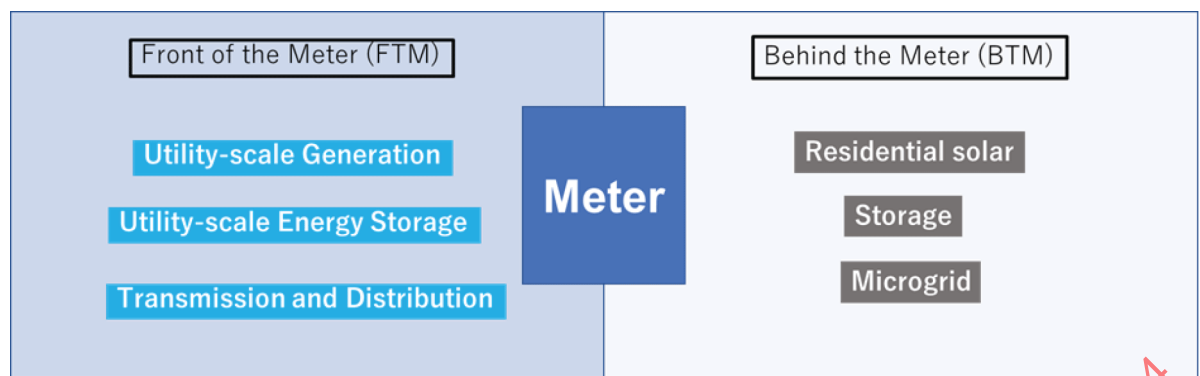 Front of the Meter (FTM)
Behind the Meter (BTM)
Utility-scale Generation
Utility-scale Energy Storage
Transmission and Distribution
Meter
Residential solar
Storage
Microgrid